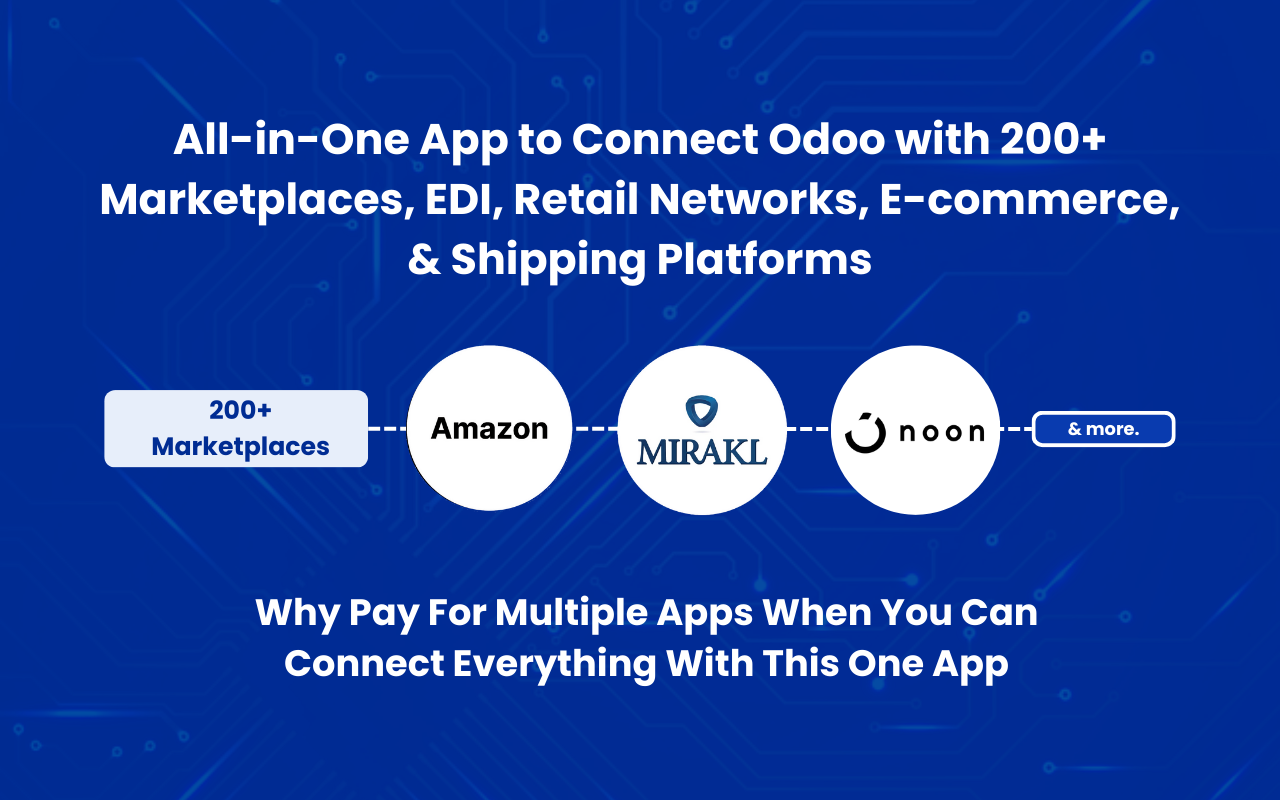 All-in-One App to Connect Odoo with 200+
Marketplaces, EDI, Retail Networks, E-commerce,
& Shipping Platforms
200+
Marketplaces
Amazon
MIRAKL
noon
& more.
Why Pay For Multiple Apps When You Can
Connect Everything With This One App